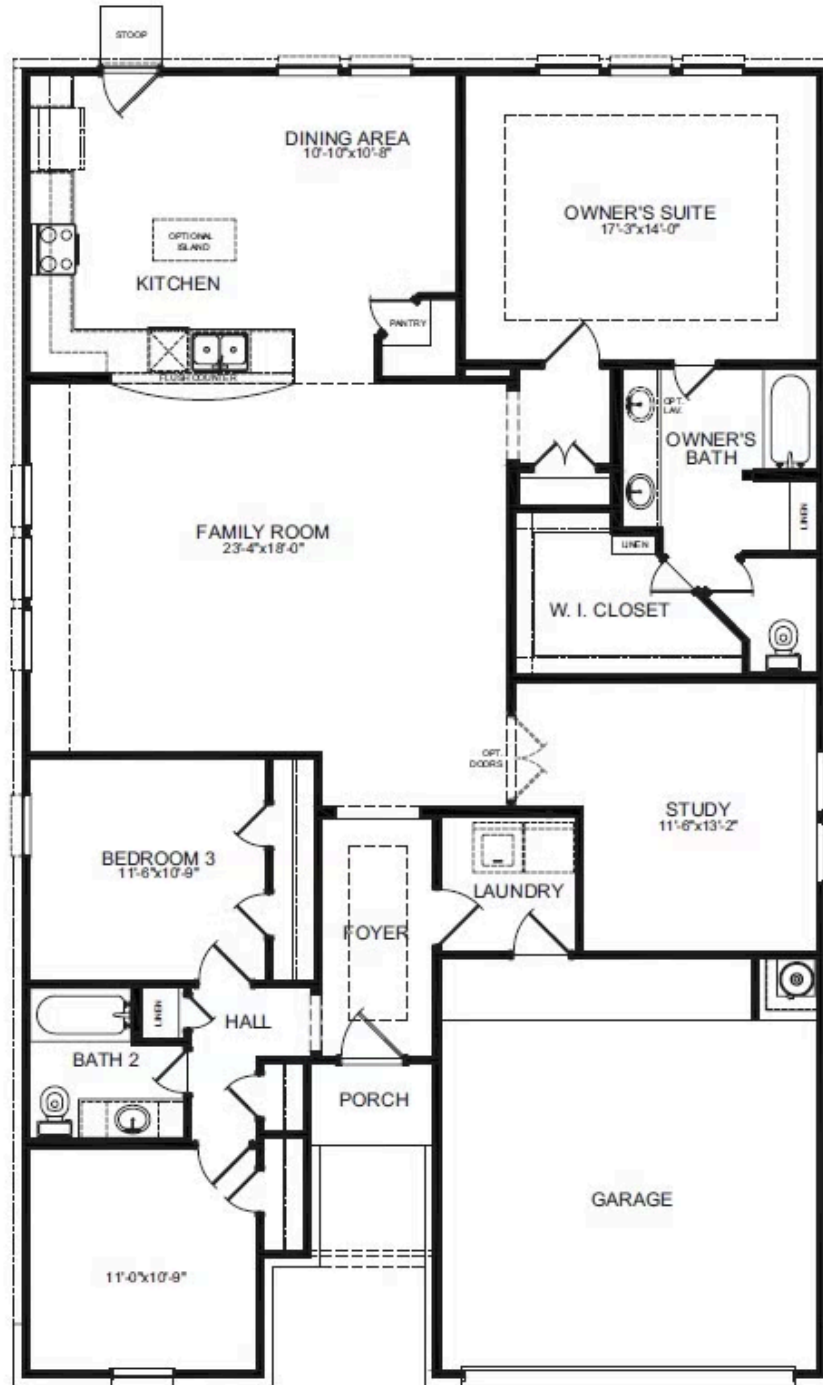 STOOP
DINING AREA
10'-10"x10'-8"
OWNER'S SUITE
17'-3"x14'-0"
OPTIONAL
ISLAND
KITCHEN
PANTRY
FLUSH COUNTER
OPT.
LAV.
OWNER'S
BATH
LINEN
FAMILY ROOM
23'-4"x18'-0"
LINEN
W. I. CLOSET
OPT.
DOORS
STUDY
11'-6"x13'-2"
BEDROOM 3
11'-6"x10'-9"
LAUNDRY
FOYER
LINEN
HALL
BATH 2
PORCH
GARAGE
11'-0"x10'-9"